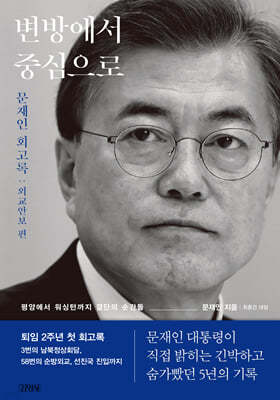 변방에서
중심으로
문재인 회고록 : 외교안보 편
평양에서 워싱턴까지 결단의 순간들
문재인 지음
최종건 대담
퇴임 2주년 첫 회고록
3번의 남북정상회담,
58번의 순방외교, 선진국 진입까지
문재인 대통령이
직접 밝히는 긴박하고
숨가빴던 5년의 기록
김영사